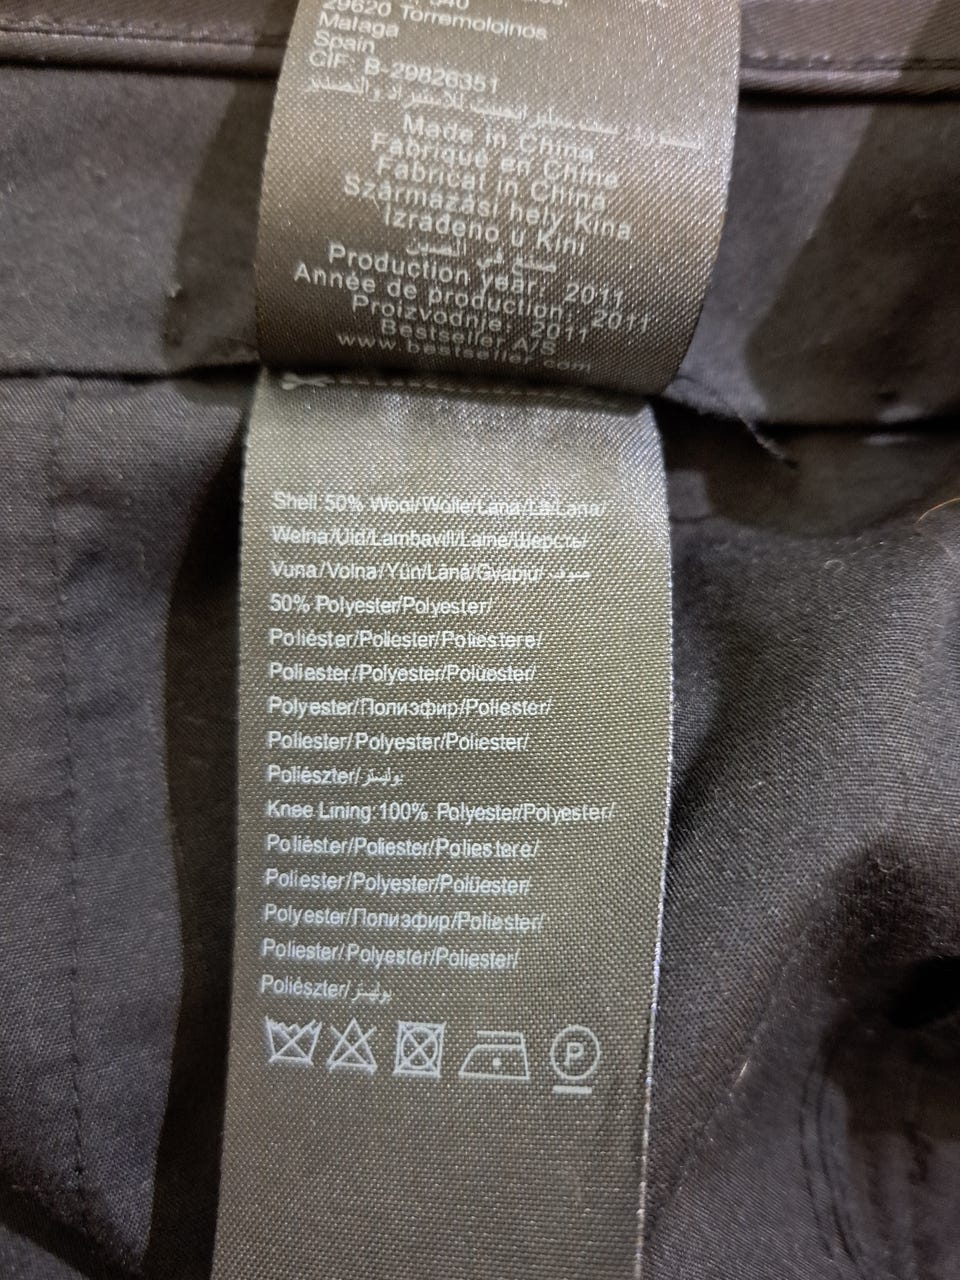 29620 Torremoloinos
Malaga
Spain
CIF: B-29826351
Made in China
Fabriqué en Chine
Fabricat in China
Származási hely Kina
Izradeno u Kini
صنع في الصين
Production year: 2011
Année de production: 2011
Proizvodnje: 2011
Bestseller A/S
www.bestseller.com
Shell 50% Wool/Wolle/Lana/La Lana/
Wełna/Uld/Lambavill/Laine/Шерсть/
Vuna/Volna/Yün/Lână/Gyapjú/صوف
50% Polyester/Polyester/
Poliéster/Poliester/Poliestere/
Poliester/Polyester/Polüester/
Polyester/Полиэфир/Poliester/
Poliester/Polyester/Poliester/
Poliészter/بوليستر
Knee Lining:100% Polyester/Polyester/
Poliéster/Poliester/Poliestere/
Poliester/Polyester/Polüester/
Polyester/Полиэфир/Poliester/
Poliester/Polyester/Poliester/
Poliészter/بوليستر
P